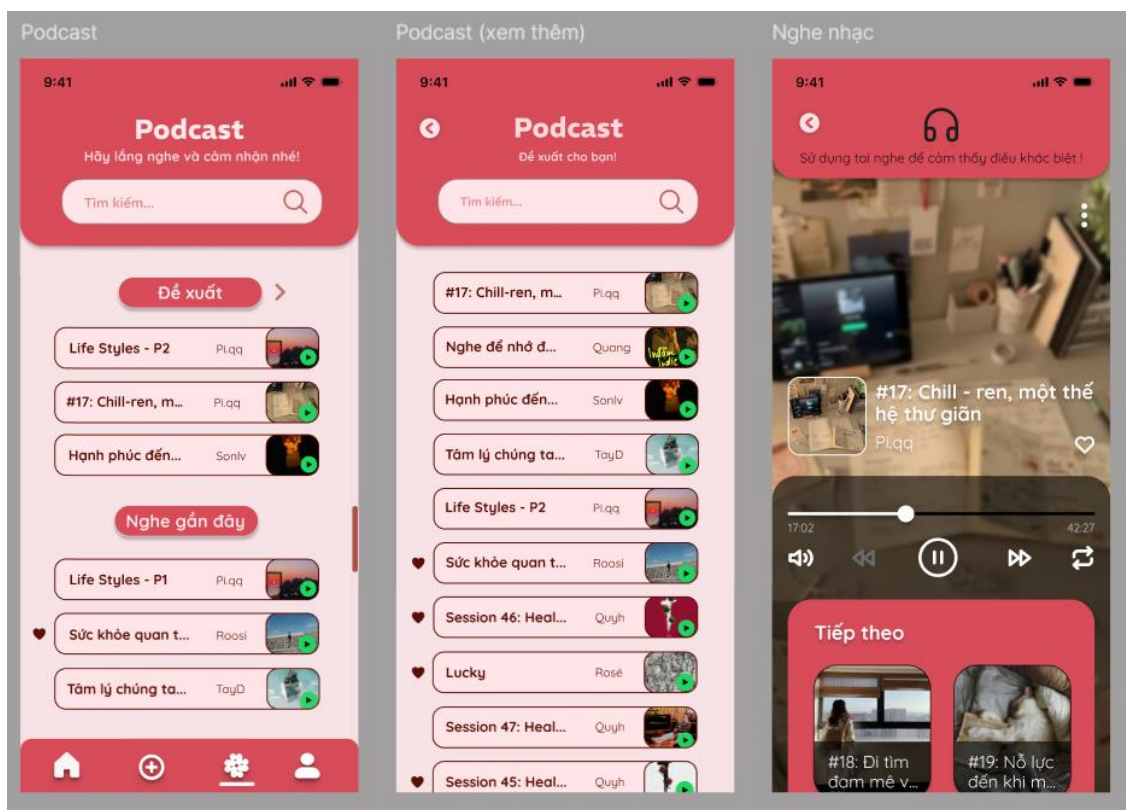 Podcast
9:41
Podcast
Hãy lắng nghe và cảm nhận nhé!
Tìm kiếm...
Đề xuất
Life Styles - P2 Pi.qq
#17: Chill-ren, m... Pi.qq
Hạnh phúc đến... Sonlv
Nghe gần đây
Life Styles - P1 Pi.qq
Sức khỏe quan t... Roosi
Tâm lý chúng ta... TayD
Podcast (xem thêm)
9:41
Podcast
Đề xuất cho bạn!
Tìm kiếm...
#17: Chill-ren, m... Pi.qq
Nghe để nhớ đ... Quang
Hạnh phúc đến... Sonlv
Tâm lý chúng ta... TayD
Life Styles - P2 Pi.qq
Sức khỏe quan t... Roosi
Session 46: Heal... Quyh
Lucky Rosé
Session 47: Heal... Quyh
Session 45: Heal... Quyh
Nghe nhạc
9:41
Sử dụng tai nghe để cảm thấy điều khác biệt !
#17: Chill - ren, một thế
hệ thư giãn
Pi.qq
17:02 42:27
Tiếp theo
#18: Đi tìm
đam mê v...
#19: Nỗ lực
đến khi m...